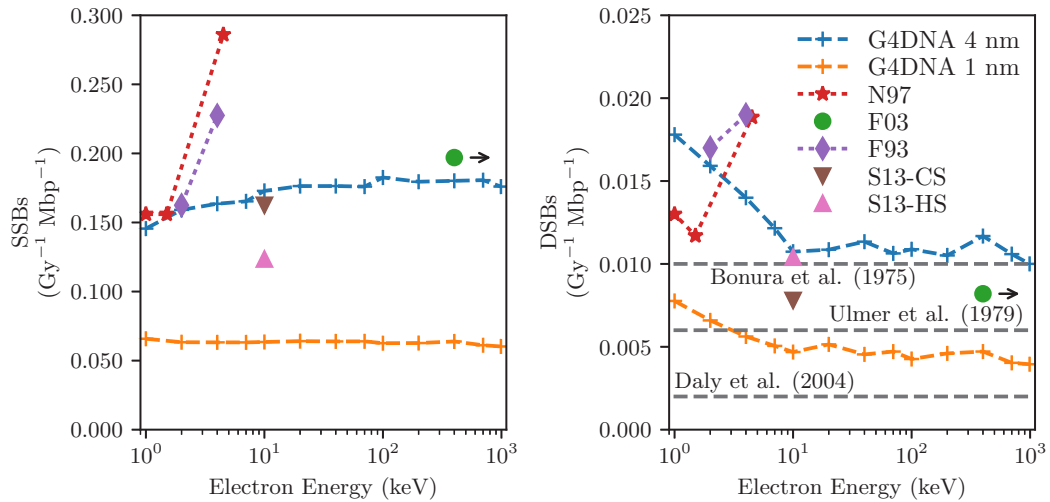 0.300
0.250
0.200
0.150
0.100
0.050
0.000
SSBs
(Gy⁻¹ Mbp⁻¹)
10⁰ 10¹ 10² 10³
Electron Energy (keV)
0.025
0.020
0.015
0.010
0.005
0.000
DSBs
(Gy⁻¹ Mbp⁻¹)
G4DNA 4 nm
G4DNA 1 nm
N97
F03
F93
S13-CS
S13-HS
Bonura et al. (1975)
Ulmer et al. (1979)
Daly et al. (2004)
10⁰ 10¹ 10² 10³
Electron Energy (keV)